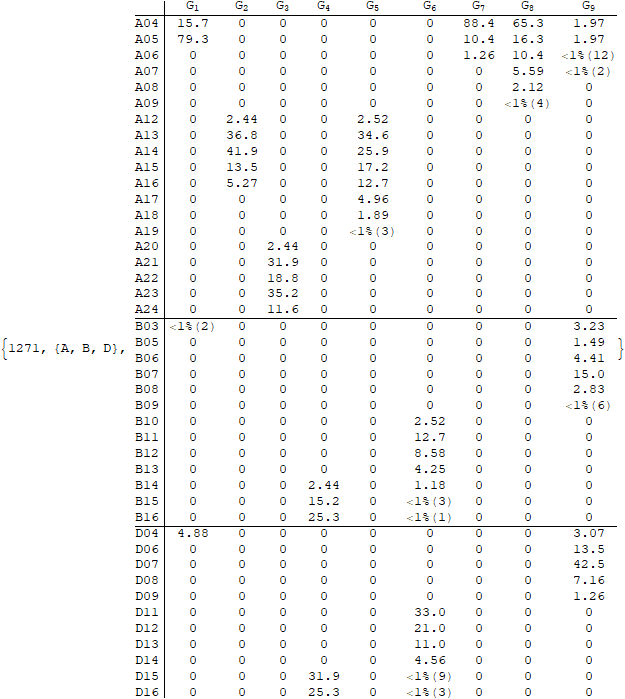 G₁ G₂ G₃ G₄ G₅ G₆ G₇ G₈ G₉
A04 15.7 0 0 0 0 0 88.4 65.3 1.97
A05 79.3 0 0 0 0 0 10.4 16.3 1.97
A06 0 0 0 0 0 0 1.26 10.4 <1%(12)
A07 0 0 0 0 0 0 0 5.59 <1%(2)
A08 0 0 0 0 0 0 0 2.12 0
A09 0 0 0 0 0 0 0 <1%(4) 0
A12 0 2.44 0 0 2.52 0 0 0 0
A13 0 36.8 0 0 34.6 0 0 0 0
A14 0 41.9 0 0 25.9 0 0 0 0
A15 0 13.5 0 0 17.2 0 0 0 0
A16 0 5.27 0 0 12.7 0 0 0 0
A17 0 0 0 0 4.96 0 0 0 0
A18 0 0 0 0 1.89 0 0 0 0
A19 0 0 0 0 <1%(3) 0 0 0 0
A20 0 0 2.44 0 0 0 0 0 0
A21 0 0 31.9 0 0 0 0 0 0
A22 0 0 18.8 0 0 0 0 0 0
A23 0 0 35.2 0 0 0 0 0 0
A24 0 0 11.6 0 0 0 0 0 0
B03 <1%(2) 0 0 0 0 0 0 0 3.23
{1271, {A, B, D}, B05 0 0 0 0 0 0 0 0 1.49 }
B06 0 0 0 0 0 0 0 0 4.41
B07 0 0 0 0 0 0 0 0 15.0
B08 0 0 0 0 0 0 0 0 2.83
B09 0 0 0 0 0 0 0 0 <1%(6)
B10 0 0 0 0 0 2.52 0 0 0
B11 0 0 0 0 0 12.7 0 0 0
B12 0 0 0 0 0 8.58 0 0 0
B13 0 0 0 0 0 4.25 0 0 0
B14 0 0 0 2.44 0 1.18 0 0 0
B15 0 0 0 15.2 0 <1%(3) 0 0 0
B16 0 0 0 25.3 0 <1%(1) 0 0 0
D04 4.88 0 0 0 0 0 0 0 3.07
D06 0 0 0 0 0 0 0 0 13.5
D07 0 0 0 0 0 0 0 0 42.5
D08 0 0 0 0 0 0 0 0 7.16
D09 0 0 0 0 0 0 0 0 1.26
D11 0 0 0 0 0 33.0 0 0 0
D12 0 0 0 0 0 21.0 0 0 0
D13 0 0 0 0 0 11.0 0 0 0
D14 0 0 0 0 0 4.56 0 0 0
D15 0 0 0 31.9 0 <1%(9) 0 0 0
D16 0 0 0 25.3 0 <1%(3) 0 0 0